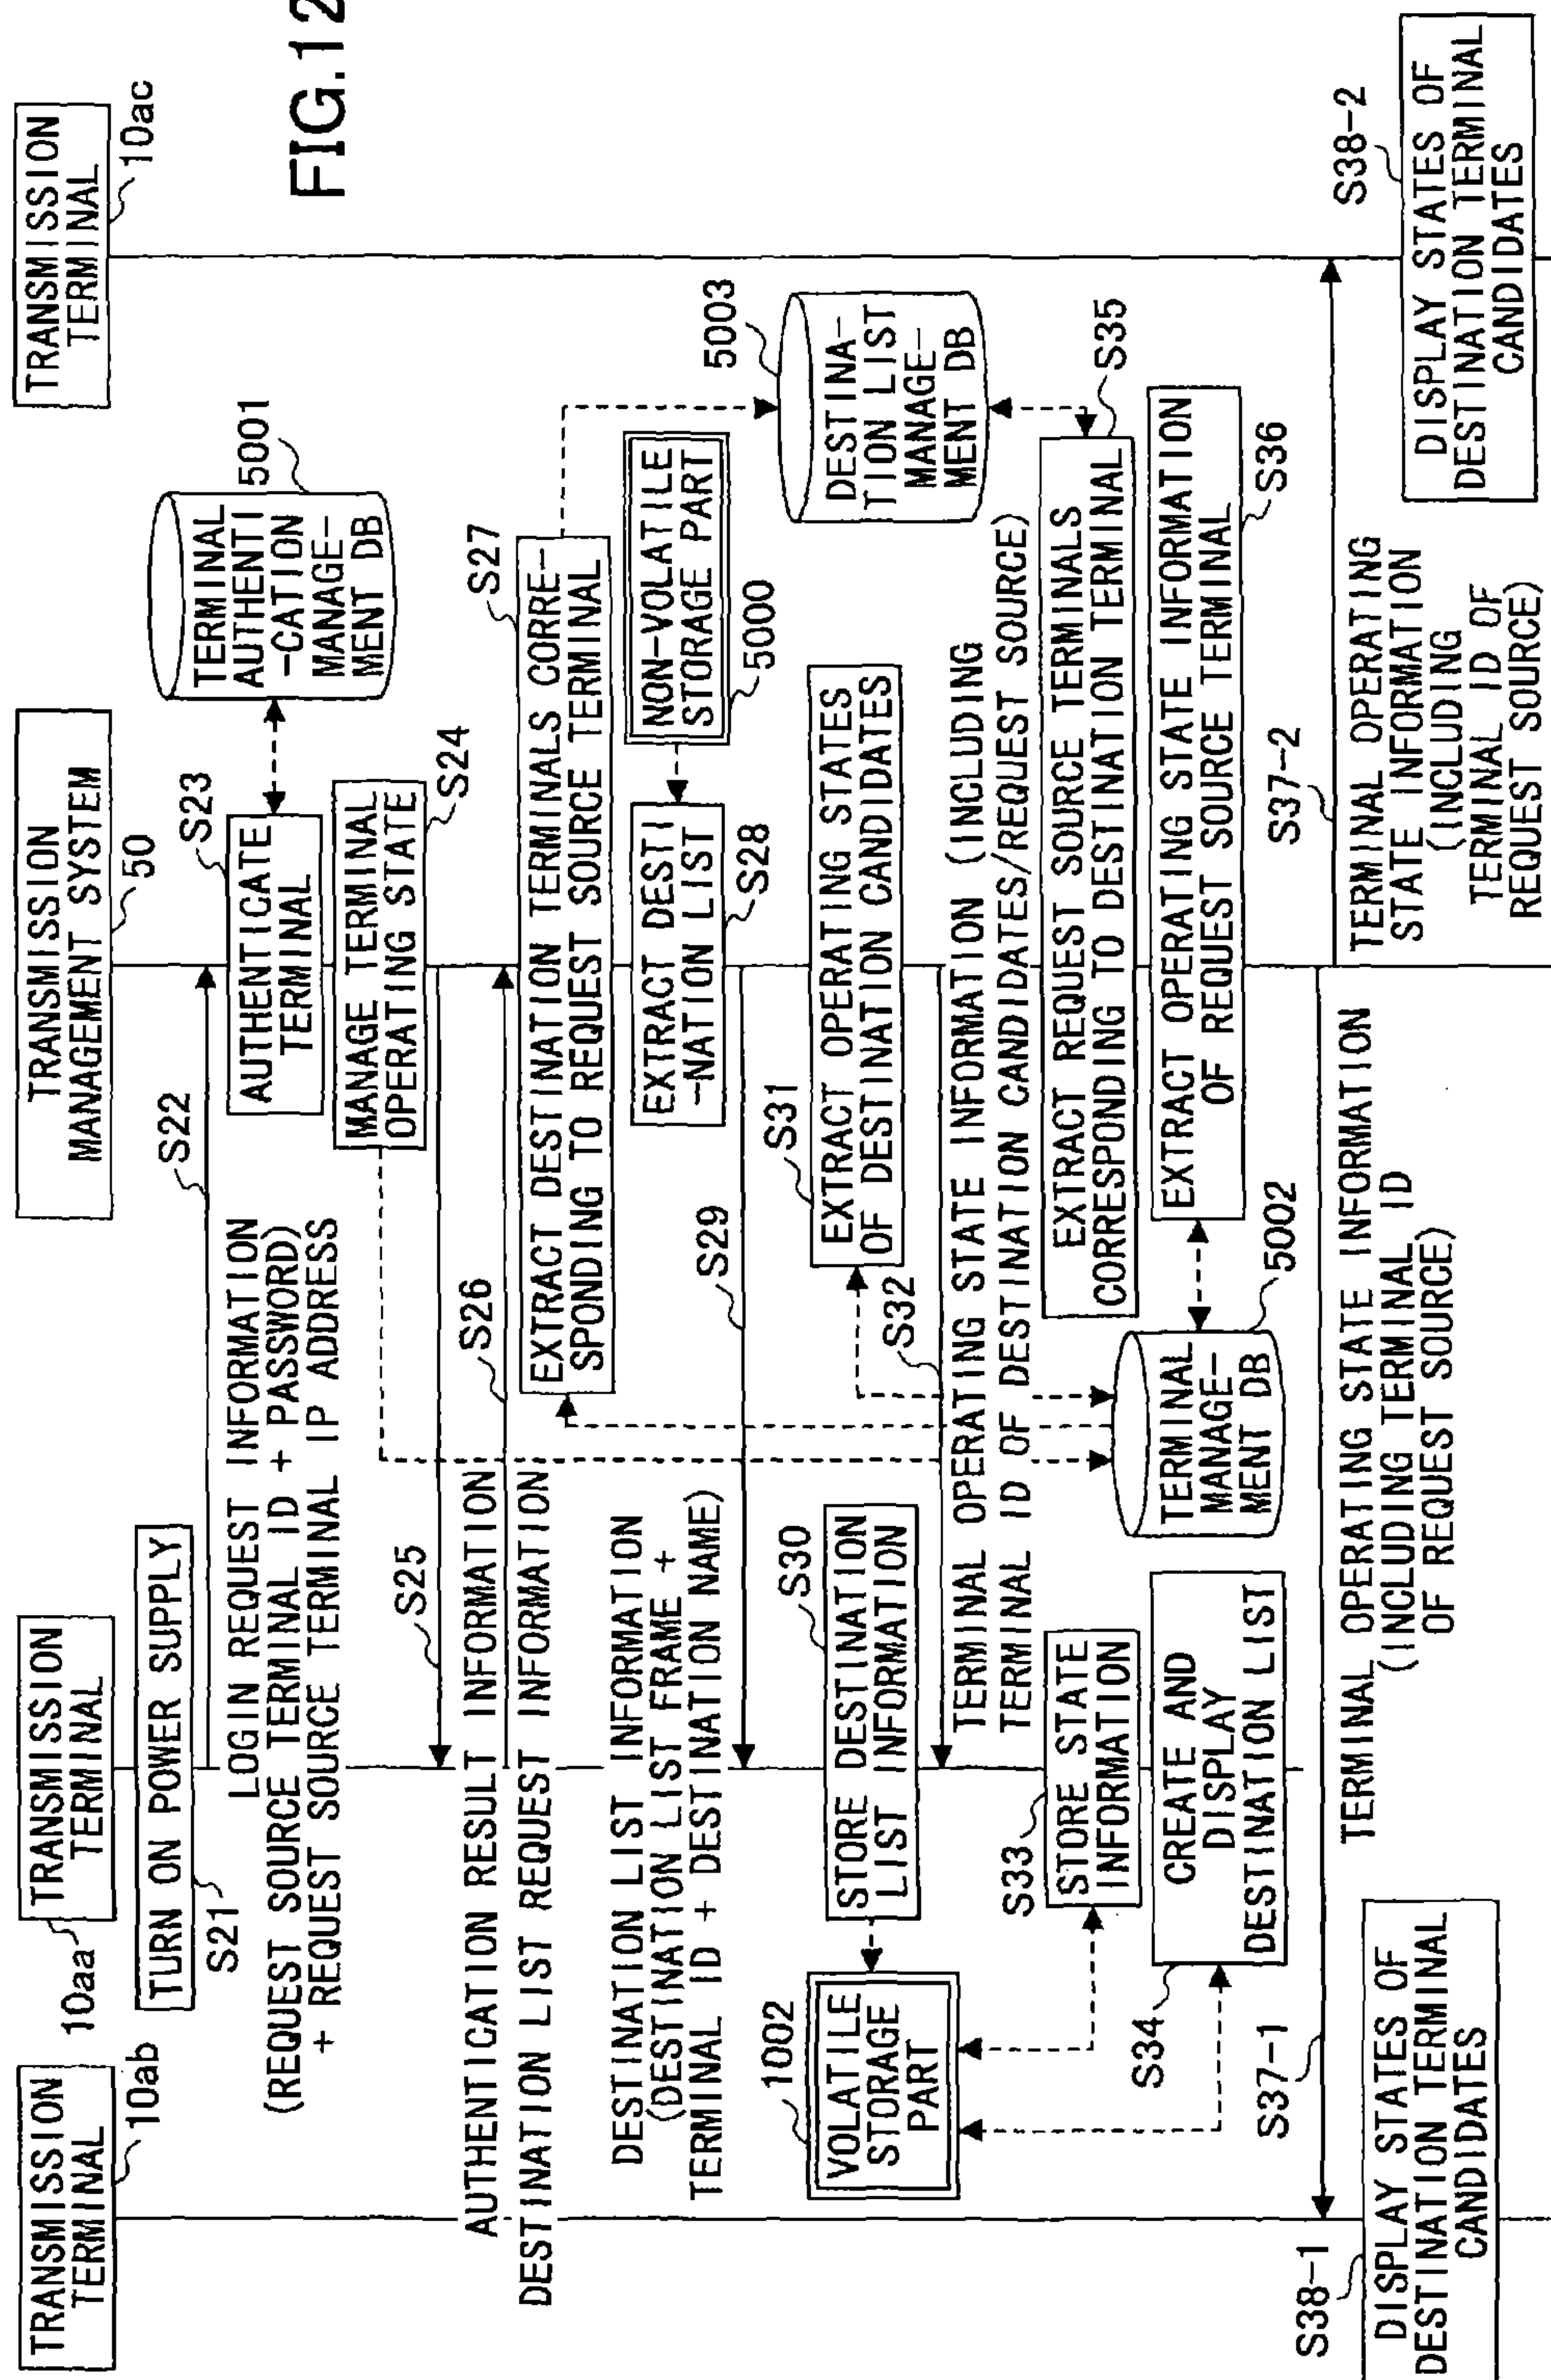 FIG.12
TRANSMISSION
TERMINAL
10ab
TRANSMISSION
TERMINAL
10aa
TRANSMISSION
MANAGEMENT SYSTEM
50
TRANSMISSION
TERMINAL
10ac
TURN ON POWER SUPPLY
S21
S22
LOGIN REQUEST INFORMATION
(REQUEST SOURCE TERMINAL ID + PASSWORD)
+ REQUEST SOURCE TERMINAL IP ADDRESS
S23
AUTHENTICATE
TERMINAL
TERMINAL
AUTHENTI
-CATION
MANAGE-
MENT DB
5001
MANAGE TERMINAL
OPERATING STATE
S24
S25
AUTHENTICATION RESULT INFORMATION
S26
DESTINATION LIST REQUEST INFORMATION
S27
EXTRACT DESTINATION TERMINALS CORRE-
SPONDING TO REQUEST SOURCE TERMINAL
NON-VOLATILE
STORAGE PART
5000
EXTRACT DESTI
-NATION LIST
S28
S29
DESTINATION LIST INFORMATION
(DESTINATION LIST FRAME +
TERMINAL ID + DESTINATION NAME)
5003
DESTINA-
TION LIST
MANAGE-
MENT DB
S30
STORE DESTINATION
LIST INFORMATION
1002
VOLATILE
STORAGE
PART
S31
EXTRACT OPERATING STATES
OF DESTINATION CANDIDATES
S32
TERMINAL OPERATING STATE INFORMATION (INCLUDING
TERMINAL ID OF DESTINATION CANDIDATES/REQUEST SOURCE)
S33
STORE STATE
INFORMATION
S34
CREATE AND
DISPLAY
DESTINATION LIST
EXTRACT REQUEST SOURCE TERMINALS
CORRESPONDING TO DESTINATION TERMINAL
S35
EXTRACT OPERATING STATE INFORMATION
OF REQUEST SOURCE TERMINAL
S36
TERMINAL
MANAGE-
MENT DB
5002
S37-1
TERMINAL OPERATING STATE INFORMATION
(INCLUDING TERMINAL ID
OF REQUEST SOURCE)
S37-2
TERMINAL OPERATING
STATE INFORMATION
(INCLUDING
TERMINAL ID OF
REQUEST SOURCE)
S38-1
DISPLAY STATES OF
DESTINATION TERMINAL
CANDIDATES
S38-2
DISPLAY STATES OF
DESTINATION TERMINAL
CANDIDATES